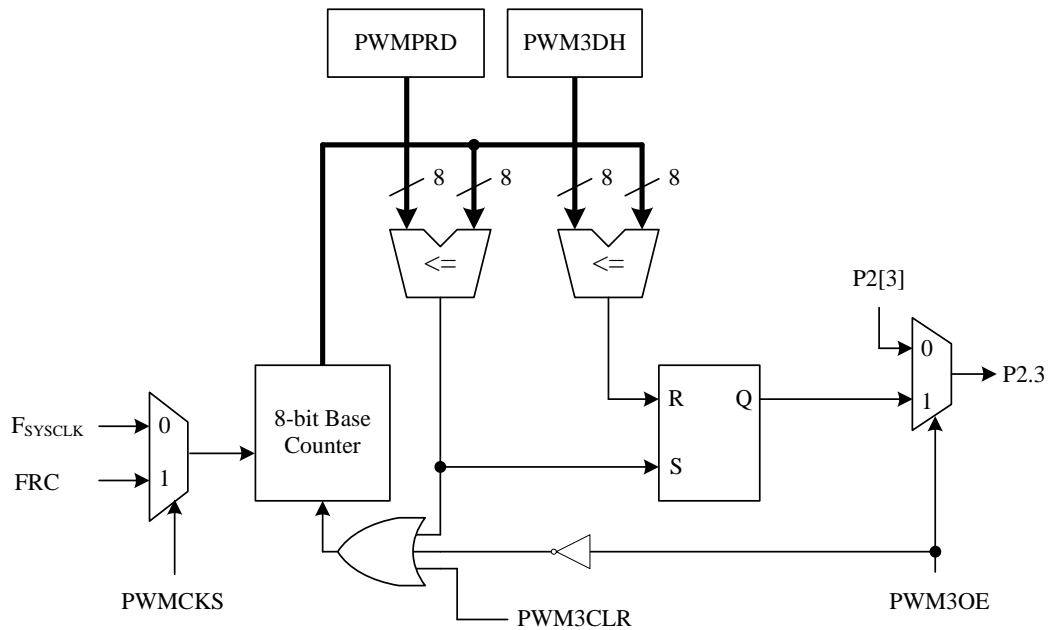 PWMPRD
PWM3DH
8
8
8
8
<=
<=
P2[3]
0
1
P2.3
FSYSCLK
FRC
0
1
8-bit Base
Counter
R
Q
S
PWMCKS
PWM3CLR
PWM3OE